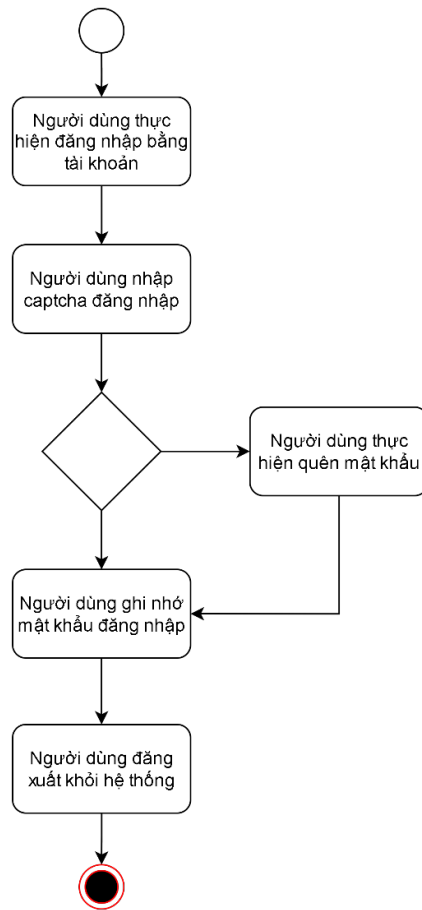 Người dùng thực
hiện đăng nhập bằng
tài khoản
Người dùng nhập
captcha đăng nhập
Người dùng thực
hiện quên mật khẩu
Người dùng ghi nhớ
mật khẩu đăng nhập
Người dùng đăng
xuất khỏi hệ thống